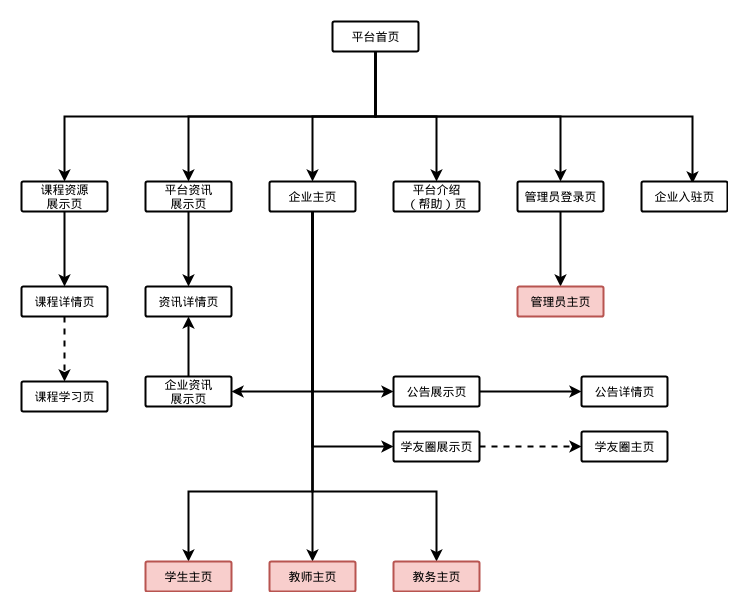 平台首页
课程资源
展示页
平台资讯
展示页
企业主页
平台介绍
（帮助）页
管理员登录页
企业入驻页
课程详情页
资讯详情页
管理员主页
课程学习页
企业资讯
展示页
公告展示页
公告详情页
学友圈展示页
学友圈主页
学生主页
教师主页
教务主页